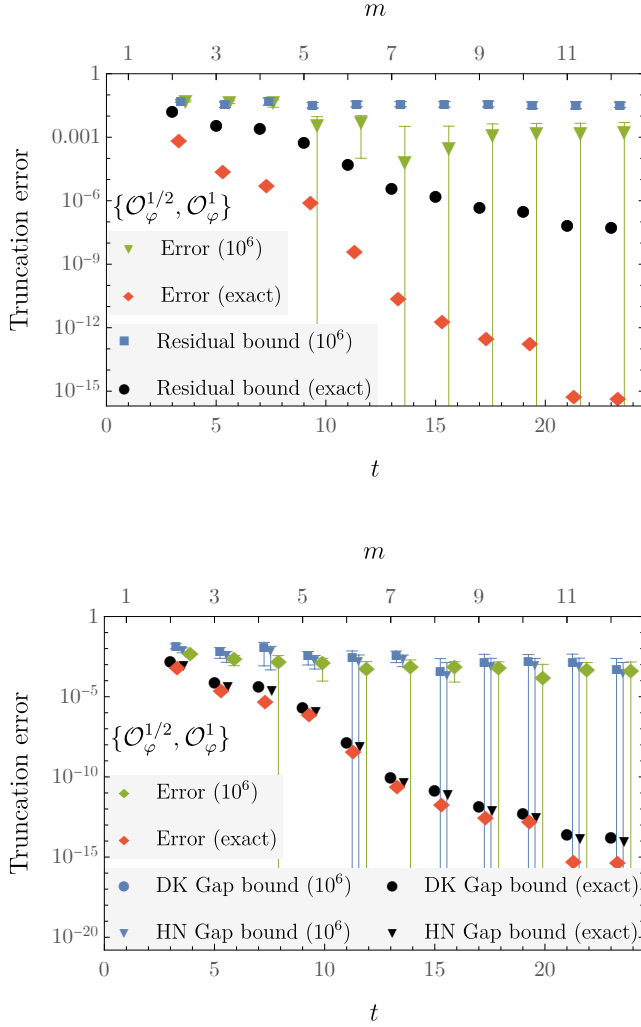 m
1 3 5 7 9 11
1
0.001
10^{-6}
10^{-9}
10^{-12}
10^{-15}
Truncation error
{𝒪_φ^{1/2}, 𝒪_φ^1}
Error (10^6)
Error (exact)
Residual bound (10^6)
Residual bound (exact)
0 5 10 15 20
t
m
1 3 5 7 9 11
1
10^{-5}
10^{-10}
10^{-15}
10^{-20}
Truncation error
{𝒪_φ^{1/2}, 𝒪_φ^1}
Error (10^6)
Error (exact)
DK Gap bound (10^6) DK Gap bound (exact)
HN Gap bound (10^6) HN Gap bound (exact)
0 5 10 15 20
t